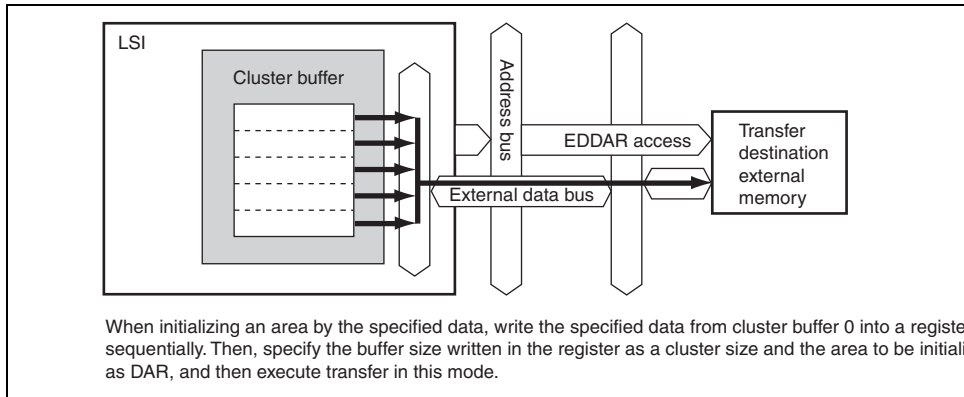 LSI
Cluster buffer
Address bus
EDDAR access
External data bus
Transfer
destination
external
memory
When initializing an area by the specified data, write the specified data from cluster buffer 0 into a registe
sequentially. Then, specify the buffer size written in the register as a cluster size and the area to be initiali
as DAR, and then execute transfer in this mode.